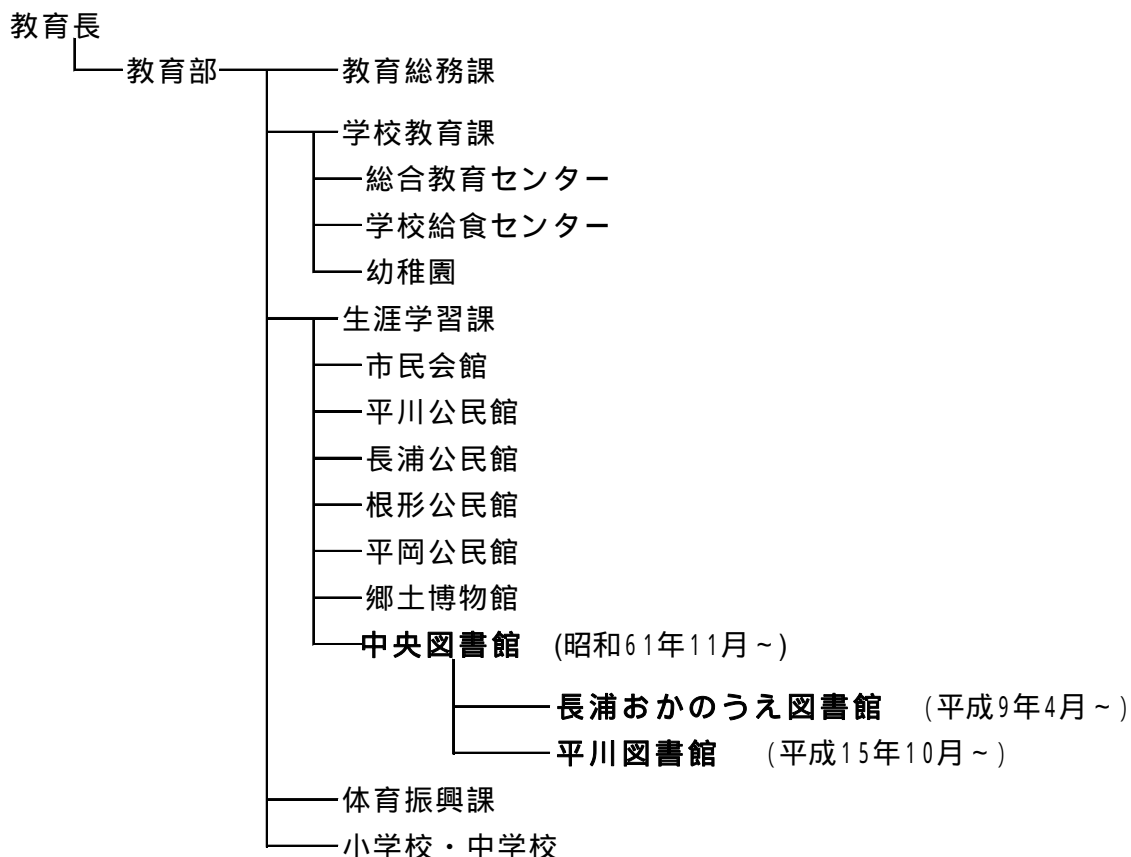 教育長
教育部 教育総務課
学校教育課
総合教育センター
学校給食センター
幼稚園
生涯学習課
市民会館
平川公民館
長浦公民館
根形公民館
平岡公民館
郷土博物館
中央図書館 (昭和61年11月~)
長浦おかのうえ図書館 (平成9年4月~)
平川図書館 (平成15年10月~)
体育振興課
小学校・中学校